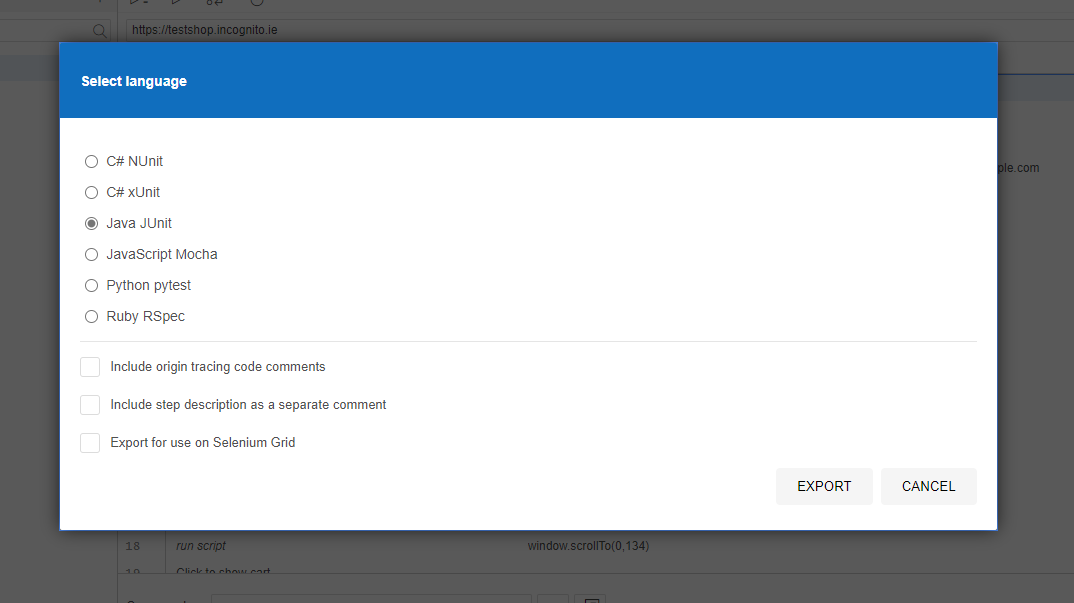 https://testshop.incognito.ie
Select language
C# NUnit
C# xUnit
ple.com
Java JUnit
JavaScript Mocha
Python pytest
Ruby RSpec
Include origin tracing code comments
Include step description as a separate comment
Export for use on Selenium Grid
EXPORT CANCEL
18 run script window.scrollTo(0,134)
19 Click to show cart